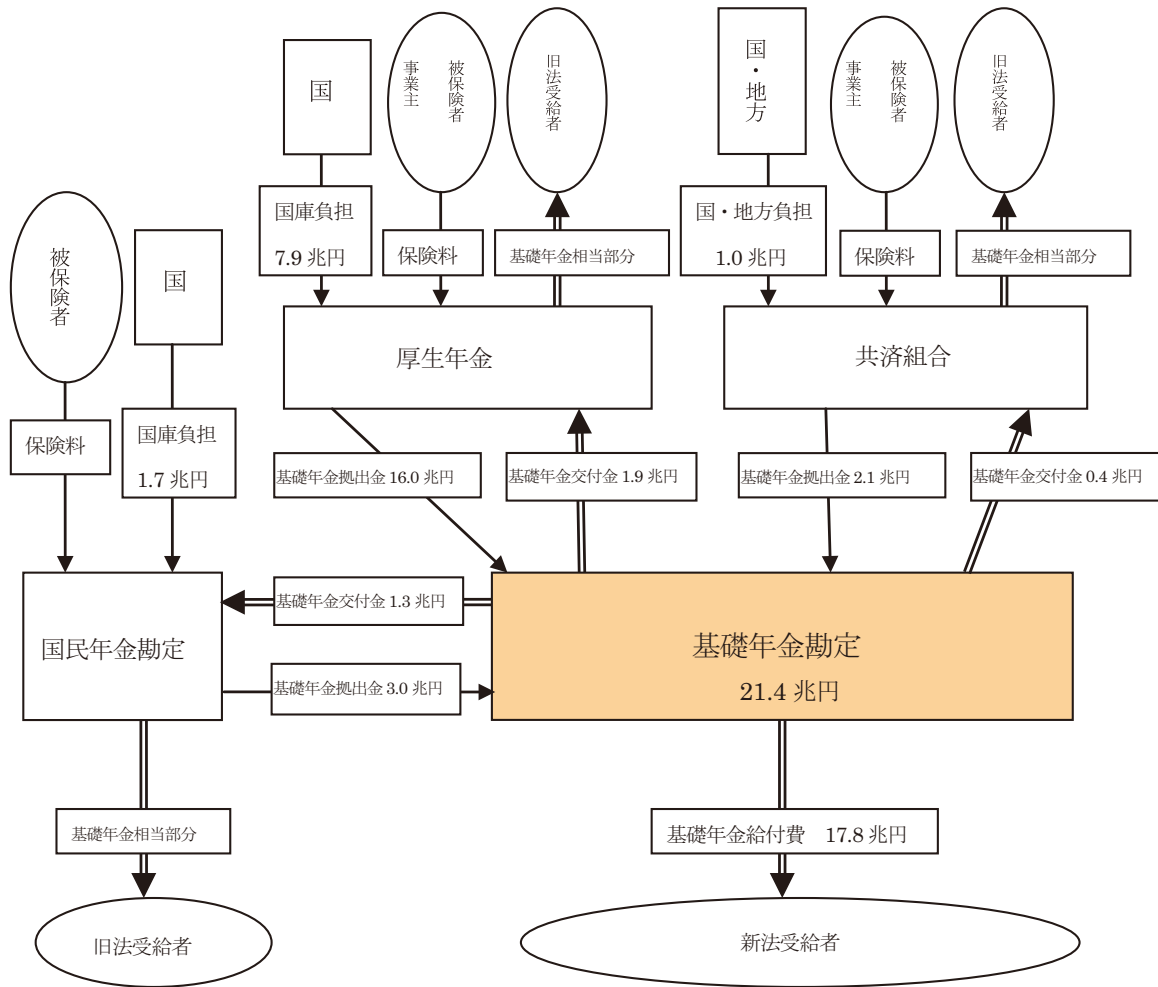 国
事業主
被保険者
旧法受給者
国・地方
事業主
被保険者
旧法受給者
国庫負担
7.9 兆円
保険料
基礎年金相当部分
国・地方負担
1.0 兆円
保険料
基礎年金相当部分
被保険者
国
厚生年金
共済組合
保険料
国庫負担
1.7 兆円
基礎年金拠出金 16.0 兆円
基礎年金交付金 1.9 兆円
基礎年金拠出金 2.1 兆円
基礎年金交付金 0.4 兆円
国民年金勘定
基礎年金交付金 1.3 兆円
基礎年金拠出金 3.0 兆円
基礎年金勘定
21.4 兆円
基礎年金相当部分
基礎年金給付費 17.8 兆円
旧法受給者
新法受給者